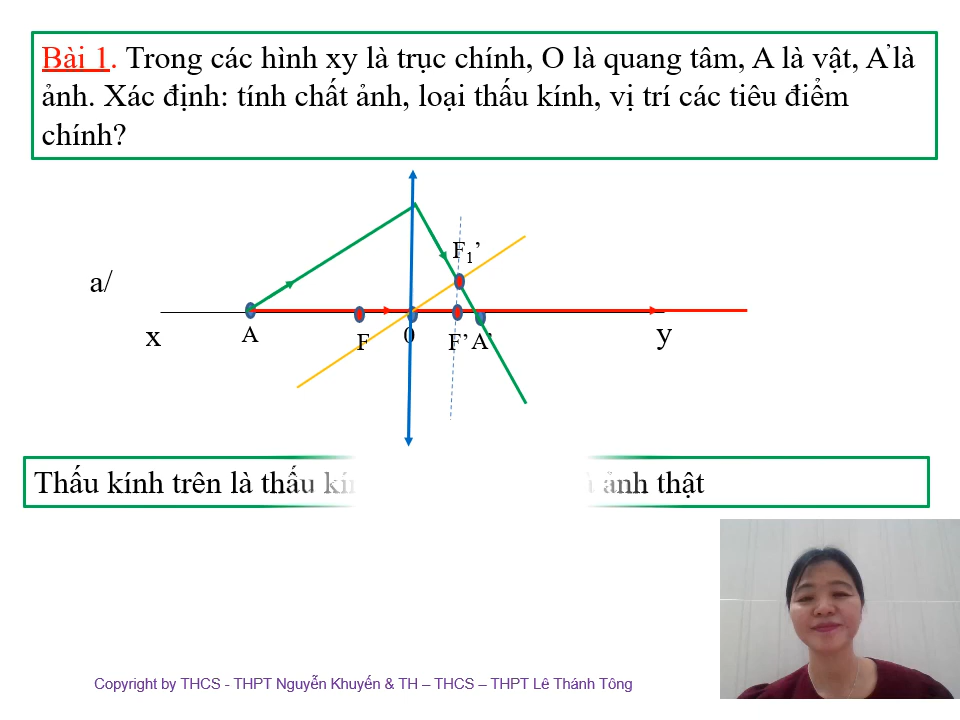 Bài 1. Trong các hình xy là trục chính, O là quang tâm, A là vật, A’là
ảnh. Xác định: tính chất ảnh, loại thấu kính, vị trí các tiêu điểm
chính?
F₁’
a/
x A F 0 F’ A’ y
Thấu kính trên là thấu kín ảnh thật
Copyright by THCS - THPT Nguyễn Khuyến & TH – THCS – THPT Lê Thánh Tông